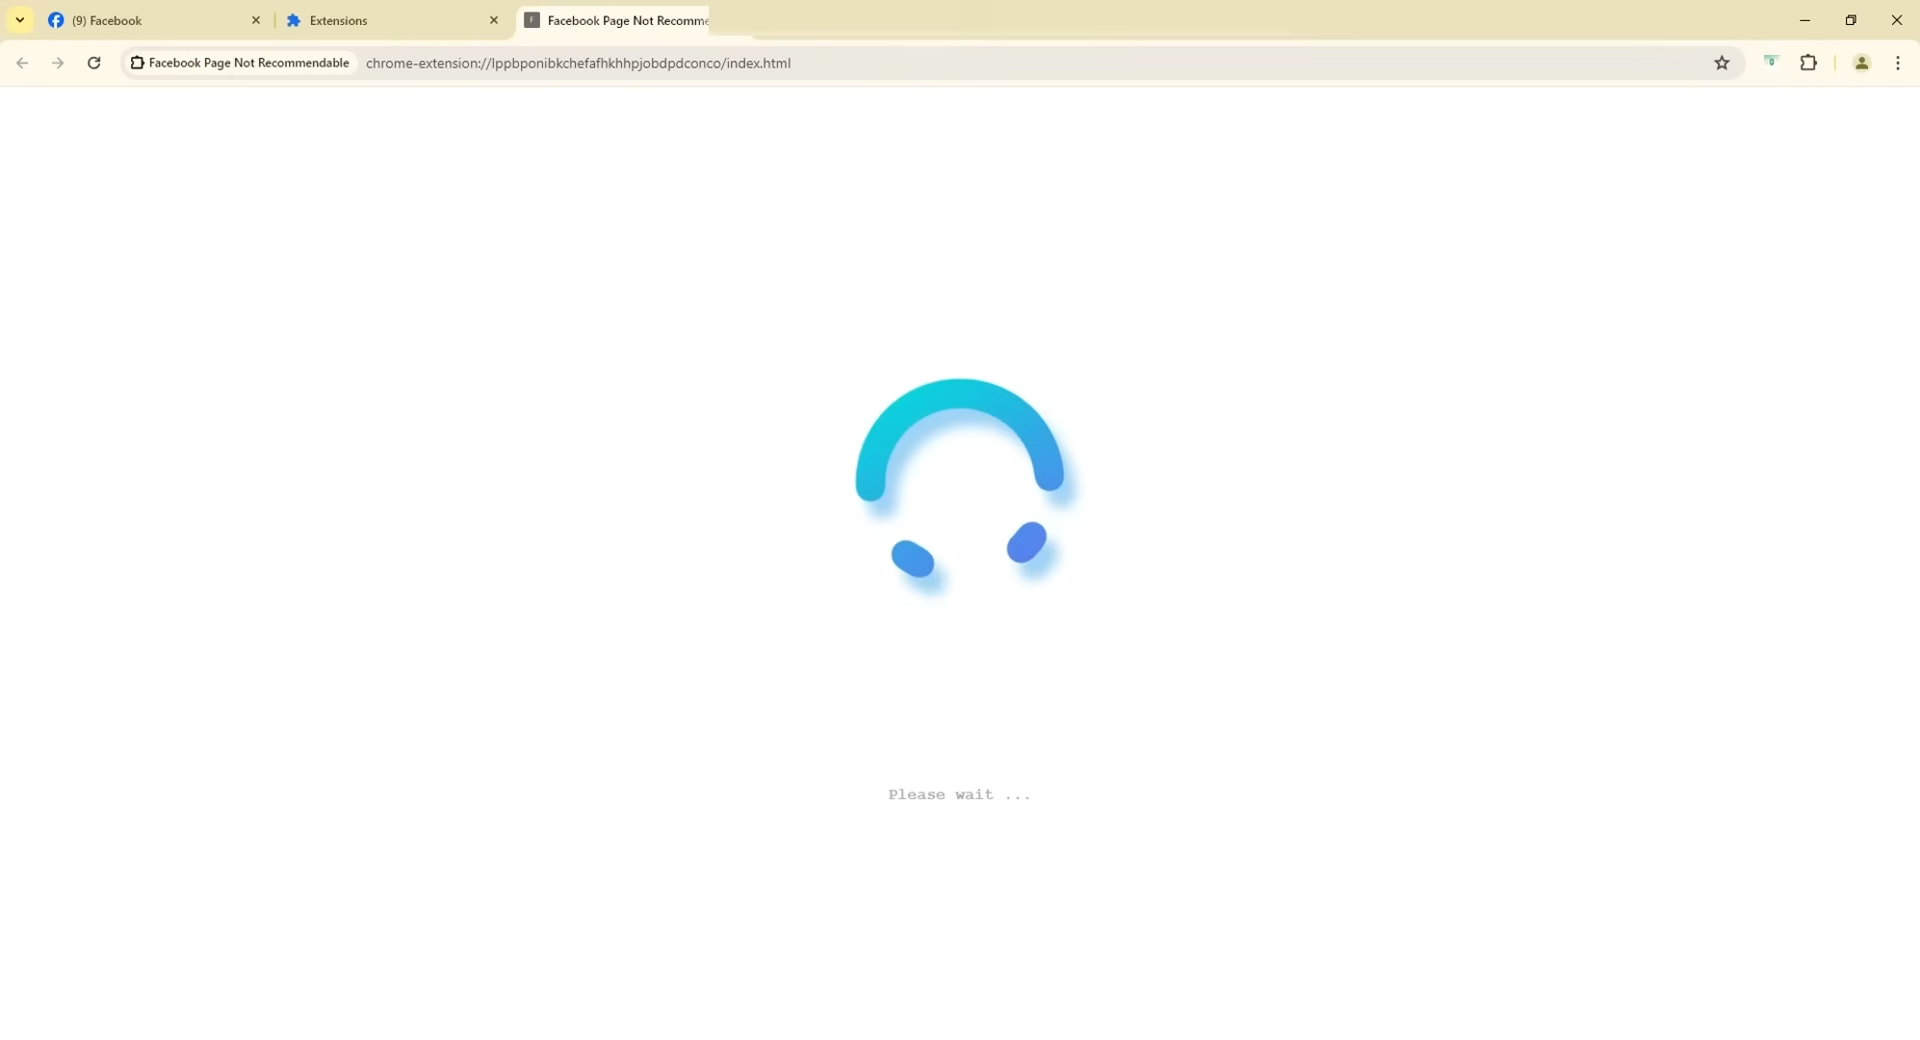 (9) Facebook
Extensions
Facebook Page Not Recomme
Facebook Page Not Recommendable
chrome-extension://lppbponibkchefafhkhhpjobdpdconco/index.html
Please wait ...